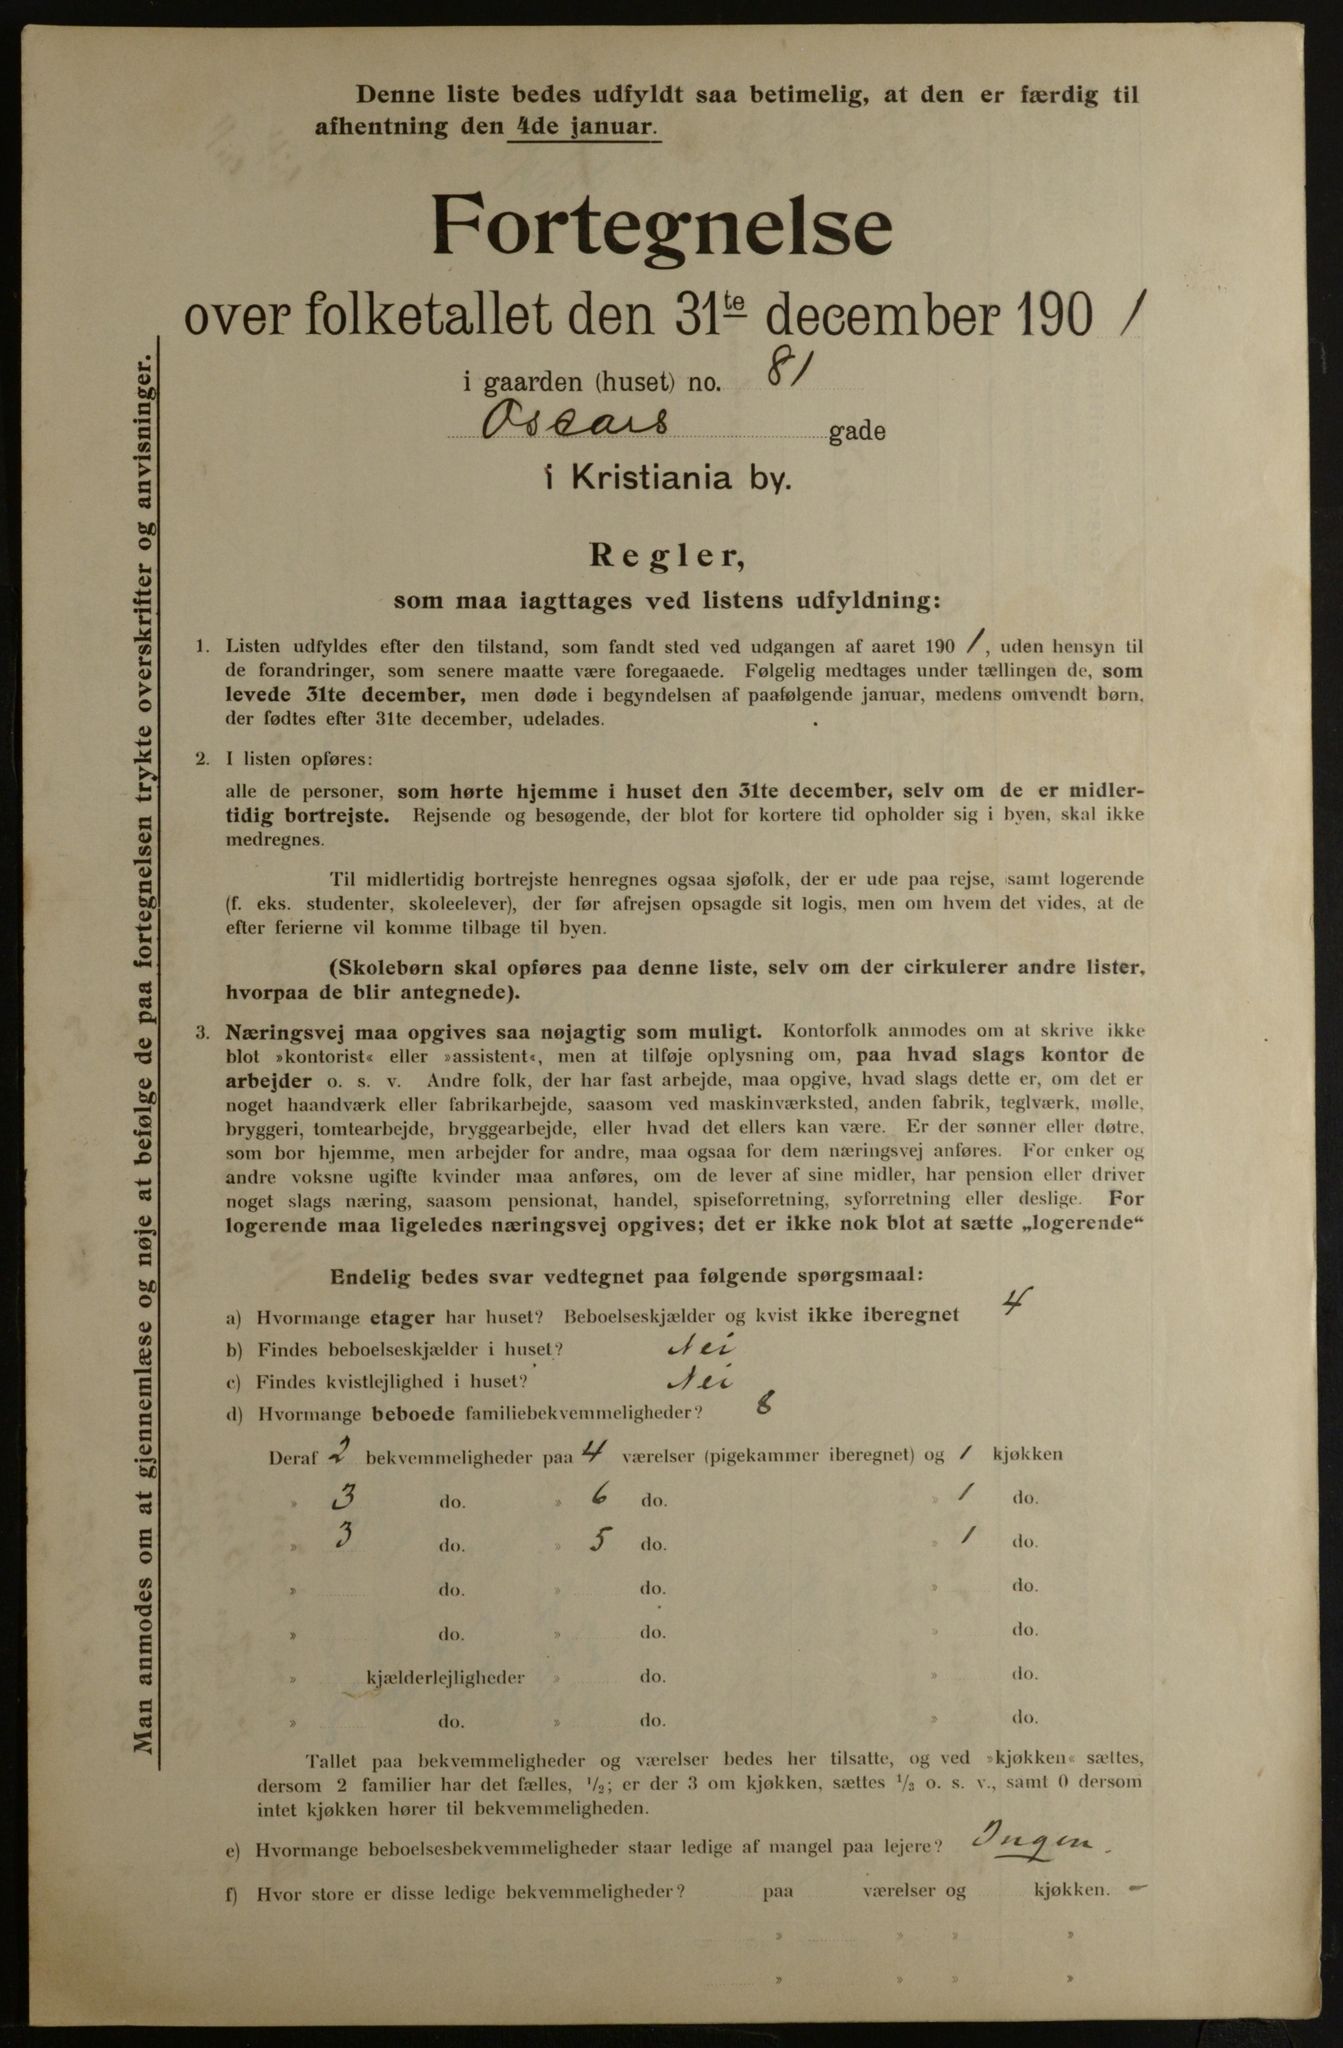 Denne liste bedes udfyldt saa betimelig, at den er færdig til
afhentning den 4de januar.
Fortegnelse
over folketallet den 31te december 190 1
i gaarden (huset) no. 81
Oscars gade
i Kristiania by.
Regler,
som maa iagttages ved listens udfyldning:
1. Listen udfyldes efter den tilstand, som fandt sted ved udgangen af aaret 190 1, uden hensyn til
de forandringer, som senere maatte være foregaaede. Følgelig medtages under tællingen de, som
levede 31te december, men døde i begyndelsen af paafølgende januar, medens omvendt børn,
der fødtes efter 31te december, udelades.
2. I listen opføres:
alle de personer, som hørte hjemme i huset den 31te december, selv om de er midler-
tidig bortrejste. Rejsende og besøgende, der blot for kortere tid opholder sig i byen, skal ikke
medregnes.
Til midlertidig bortrejste henregnes ogsaa sjøfolk, der er ude paa rejse, samt logerende
(f. eks. studenter, skoleelever), der før afrejsen opsagde sit logis, men om hvem det vides, at de
efter ferierne vil komme tilbage til byen.
(Skolebørn skal opføres paa denne liste, selv om der cirkulerer andre lister,
hvorpaa de blir antegnede).
3. Næringsvej maa opgives saa nøjagtig som muligt. Kontorfolk anmodes om at skrive ikke
blot »kontorist« eller »assistent«, men at tilføje oplysning om, paa hvad slags kontor de
arbejder o. s. v. Andre folk, der har fast arbejde, maa opgive, hvad slags dette er, om det er
noget haandværk eller fabrikarbejde, saasom ved maskinværksted, anden fabrik, teglværk, mølle,
bryggeri, tomtearbejde, bryggearbejde, eller hvad det ellers kan være. Er der sønner eller døtre,
som bor hjemme, men arbejder for andre, maa ogsaa for dem næringsvej anføres. For enker og
andre voksne ugifte kvinder maa anføres, om de lever af sine midler, har pension eller driver
noget slags næring, saasom pensionat, handel, spiseforretning, syforretning eller deslige. For
logerende maa ligeledes næringsvej opgives; det er ikke nok blot at sætte „logerende“
Endelig bedes svar vedtegnet paa følgende spørgsmaal:
a) Hvormange etager har huset? Beboelseskjælder og kvist ikke iberegnet 4
b) Findes beboelseskjælder i huset? Nei
c) Findes kvistlejlighed i huset? Nei
d) Hvormange beboede familiebekvemmeligheder? 8
Deraf 2 bekvemmeligheder paa 4 værelser (pigekammer iberegnet) og 1 kjøkken
» 3 do. » 6 do. » 1 do.
» 3 do. » 5 do. » 1 do.
» do. » do. » do.
» do. » do. » do.
» kjælderlejligheder » do. » do.
» do. » do. » do.
Tallet paa bekvemmeligheder og værelser bedes her tilsatte, og ved »kjøkken« sættes,
dersom 2 familier har det fælles, 1/2; er der 3 om kjøkken, sættes 1/3 o. s. v., samt 0 dersom
intet kjøkken hører til bekvemmeligheden.
e) Hvormange beboelsesbekvemmeligheder staar ledige af mangel paa lejere? Ingen.
f) Hvor store er disse ledige bekvemmeligheder? paa værelser og kjøkken. –
» » » »
» » » »
Man anmodes om at gjennemlæse og nøje at befølge de paa fortegnelsen trykte overskrifter og anvisninger.